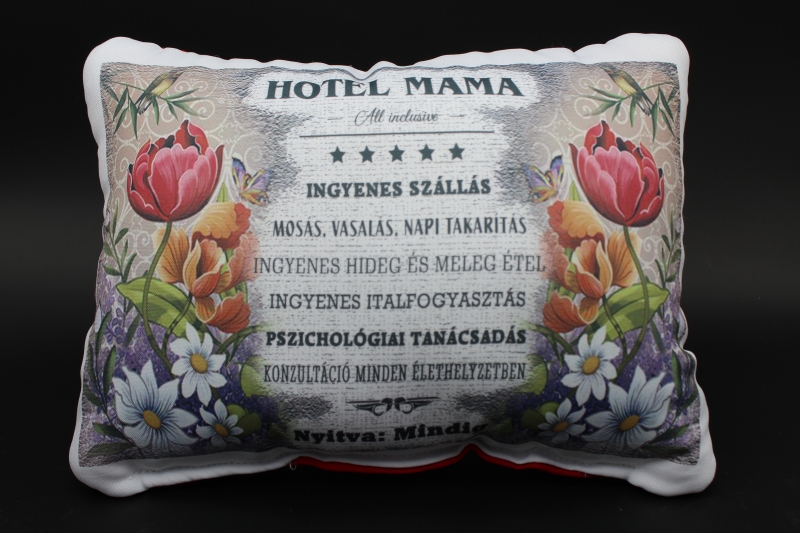 HOTEL MAMA
All inclusive
INGYENES SZÁLLÁS
MOSÁS, VASALÁS, NAPI TAKARÍTÁS
INGYENES HIDEG ÉS MELEG ÉTEL
INGYENES ITALFOGYASZTÁS
PSZICHOLÓGIAI TANÁCSADÁS
KONZULTÁCIÓ MINDEN ÉLETHELYZETBEN
Nyitva: Mindig